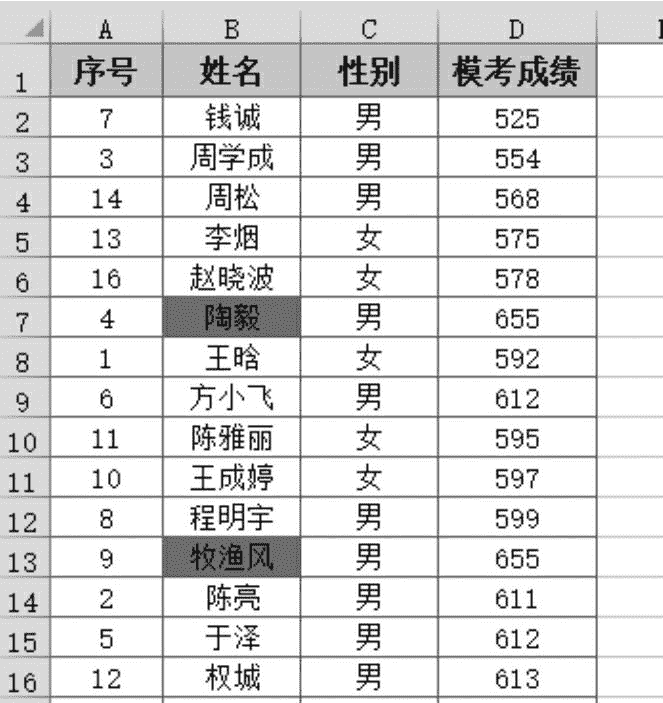 A B C D
1 序号 姓名 性别 模考成绩
2 7 钱诚 男 525
3 3 周学成 男 554
4 14 周松 男 568
5 13 李烟 女 575
6 16 赵晓波 女 578
7 4 陶毅 男 655
8 1 王晗 女 592
9 6 方小飞 男 612
10 11 陈雅丽 女 595
11 10 王成婷 女 597
12 8 程明宇 男 599
13 9 牧渔风 男 655
14 2 陈亮 男 611
15 5 于泽 男 612
16 12 权城 男 613